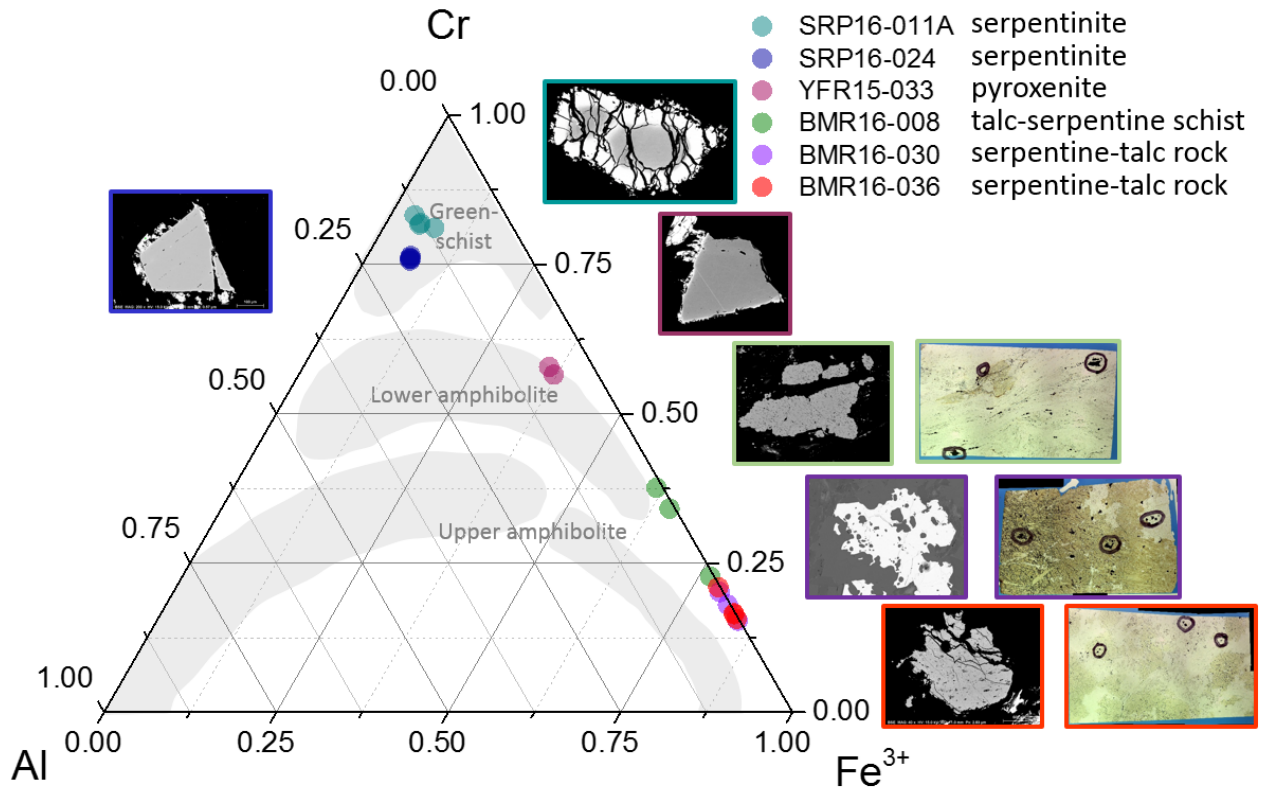 Cr
SRP16-011A serpentinite
SRP16-024 serpentinite
YFR15-033 pyroxenite
BMR16-008 talc-serpentine schist
BMR16-030 serpentine-talc rock
BMR16-036 serpentine-talc rock
0.00
1.00
Green-
schist
0.25
0.75
0.50
Lower amphibolite
0.50
0.75
Upper amphibolite
0.25
1.00
0.00
0.00 0.25 0.50 0.75 1.00
Al
Fe³⁺